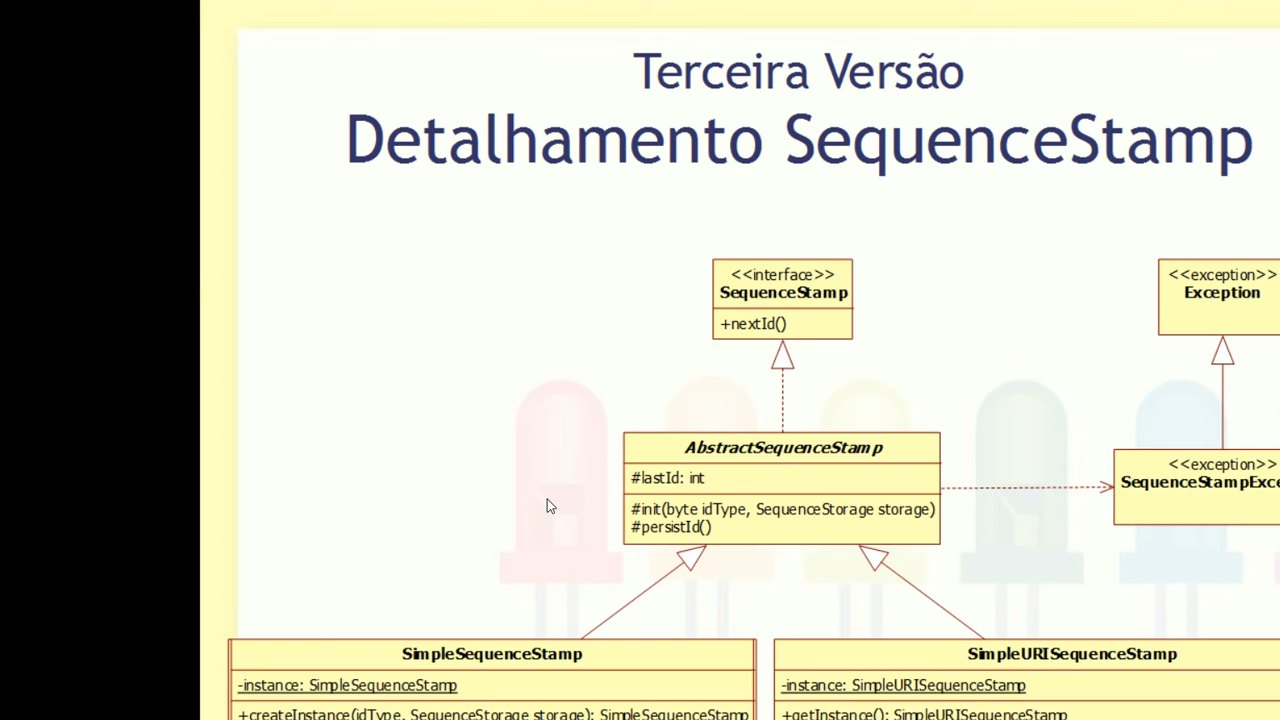 Terceira Versão
Detalhamento SequenceStamp
<<interface>>
SequenceStamp
+nextId()
<<exception>>
Exception
AbstractSequenceStamp
#lastId: int
#init(byte idType, SequenceStorage storage)
#persistId()
<<exception>>
SequenceStampExce
SimpleSequenceStamp
-instance: SimpleSequenceStamp
+createInstance(idType, SequenceStorage storage): SimpleSequenceStamp
SimpleURISequenceStamp
-instance: SimpleURISequenceStamp
+getInstance(): SimpleURISequenceStamp